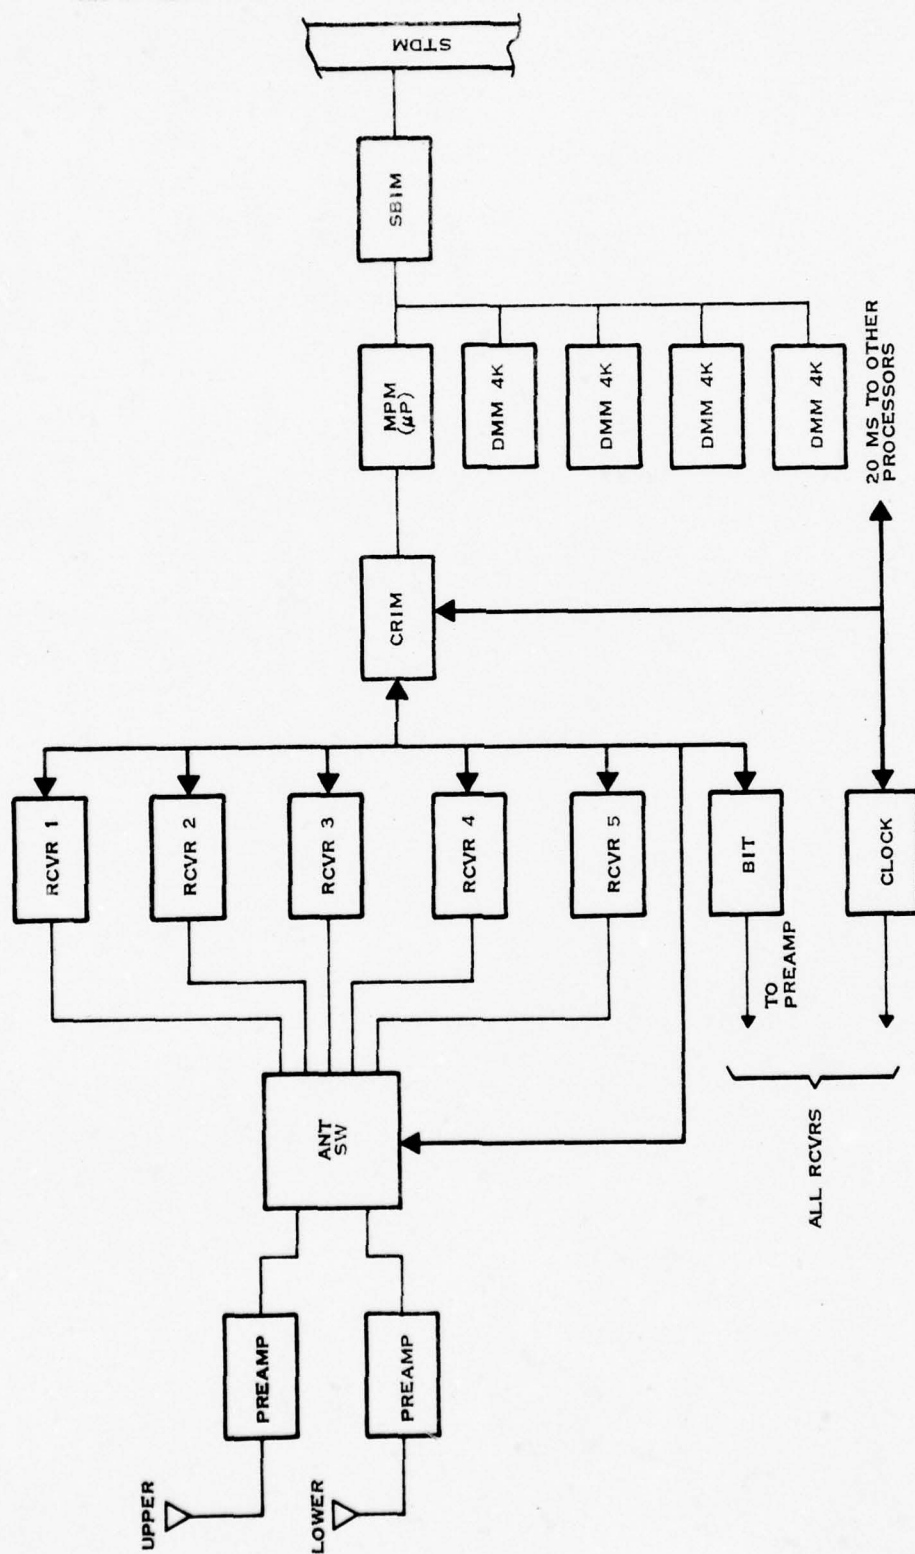 UPPER
LOWER
PREAMP
PREAMP
ANT
SW
RCVR 1
RCVR 2
RCVR 3
RCVR 4
RCVR 5
BIT
CLOCK
TO
PREAMP
ALL RCVRS
CRIM
MPM
(μP)
DMM 4K
DMM 4K
DMM 4K
DMM 4K
SBIM
STDM
20 MS TO OTHER
PROCESSORS